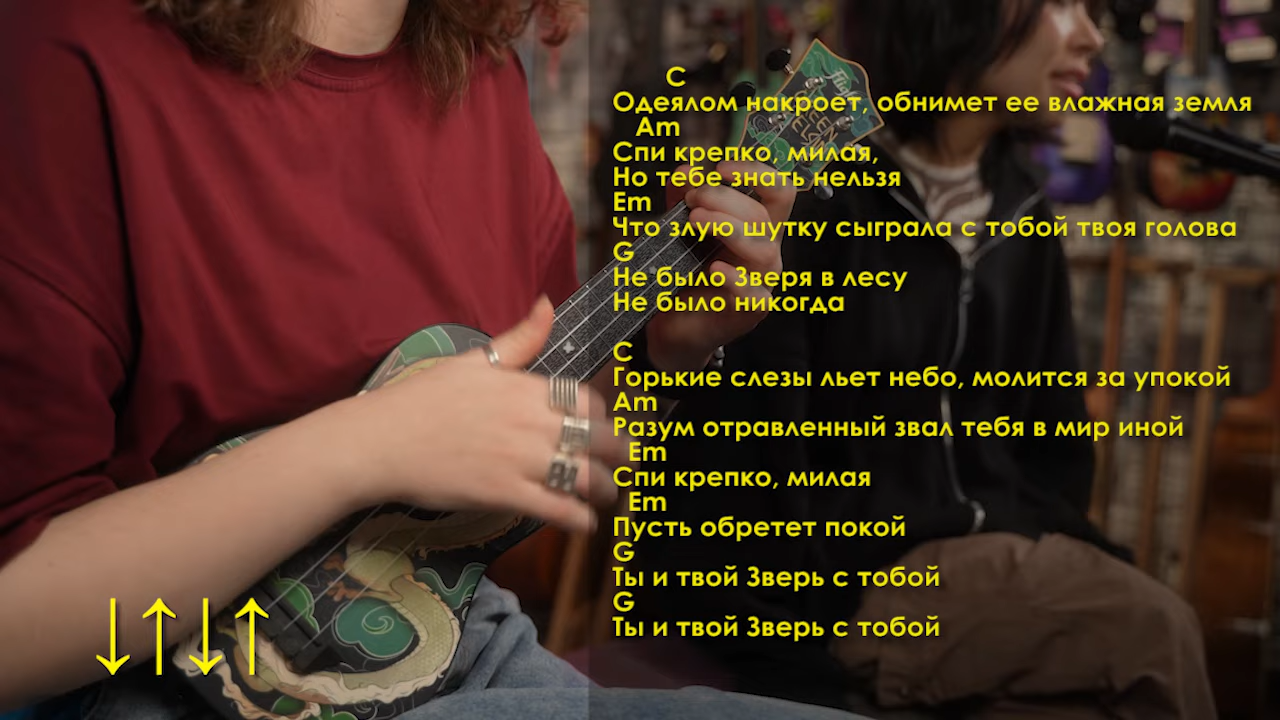 C
Одеялом накроет, обнимет ее влажная земля
Am
Спи крепко, милая,
Но тебе знать нельзя
Em
Что злую шутку сыграла с тобой твоя голова
G
Не было Зверя в лесу
Не было никогда
C
Горькие слезы льет небо, молится за упокой
Am
Разум отравленный звал тебя в мир иной
Em
Спи крепко, милая
Em
Пусть обретет покой
G
Ты и твой Зверь с тобой
G
Ты и твой Зверь с тобой
↓↑↓↑